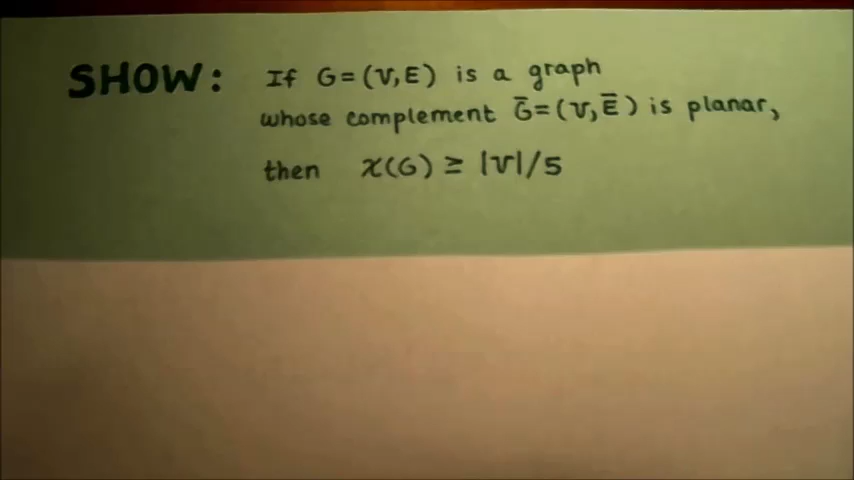 SHOW: If G=(V,E) is a graph
whose complement Ḡ=(V,Ē) is planar,
then χ(G) ≥ |V|/5